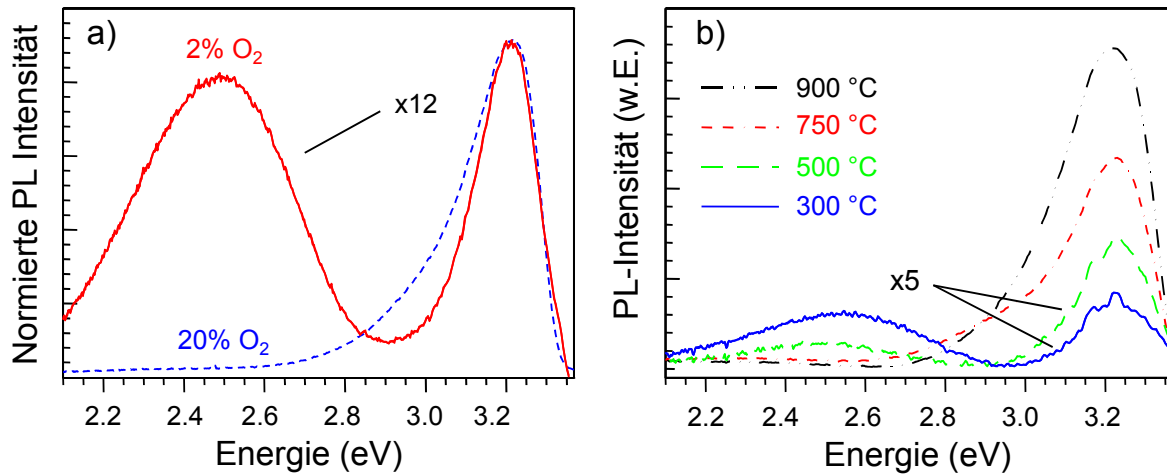 a)
2% O₂
x12
20% O₂
Normierte PL Intensität
2.2 2.4 2.6 2.8 3.0 3.2
Energie (eV)
b)
900 °C
750 °C
500 °C
300 °C
x5
PL-Intensität (w.E.)
2.2 2.4 2.6 2.8 3.0 3.2
Energie (eV)